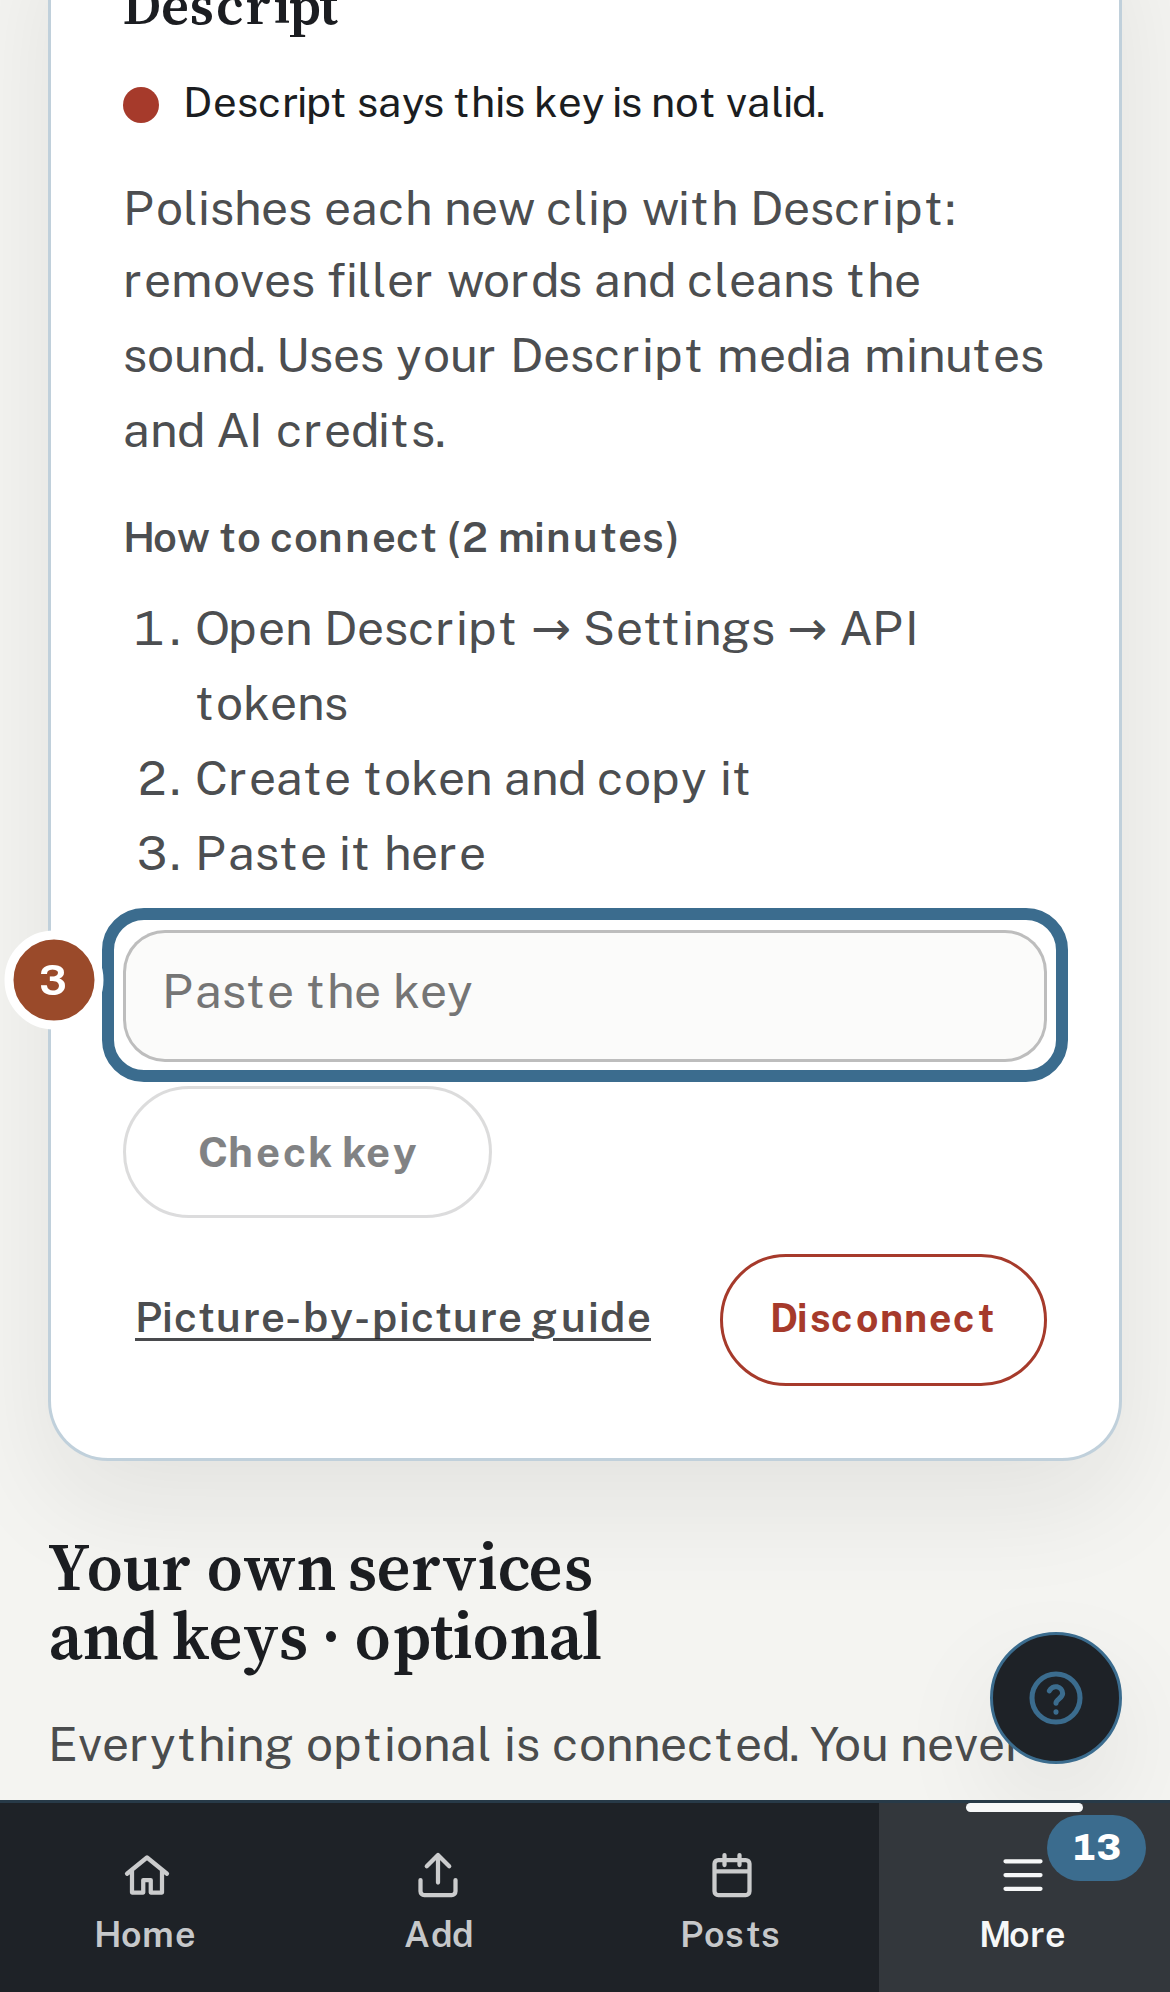 Descript
Descript says this key is not valid.
Polishes each new clip with Descript:
removes filler words and cleans the
sound. Uses your Descript media minutes
and AI credits.
How to connect (2 minutes)
1. Open Descript → Settings → API
tokens
2. Create token and copy it
3. Paste it here
3
Paste the key
Check key
Picture-by-picture guide
Disconnect
Your own services
and keys · optional
Everything optional is connected. You never
13
Home
Add
Posts
More